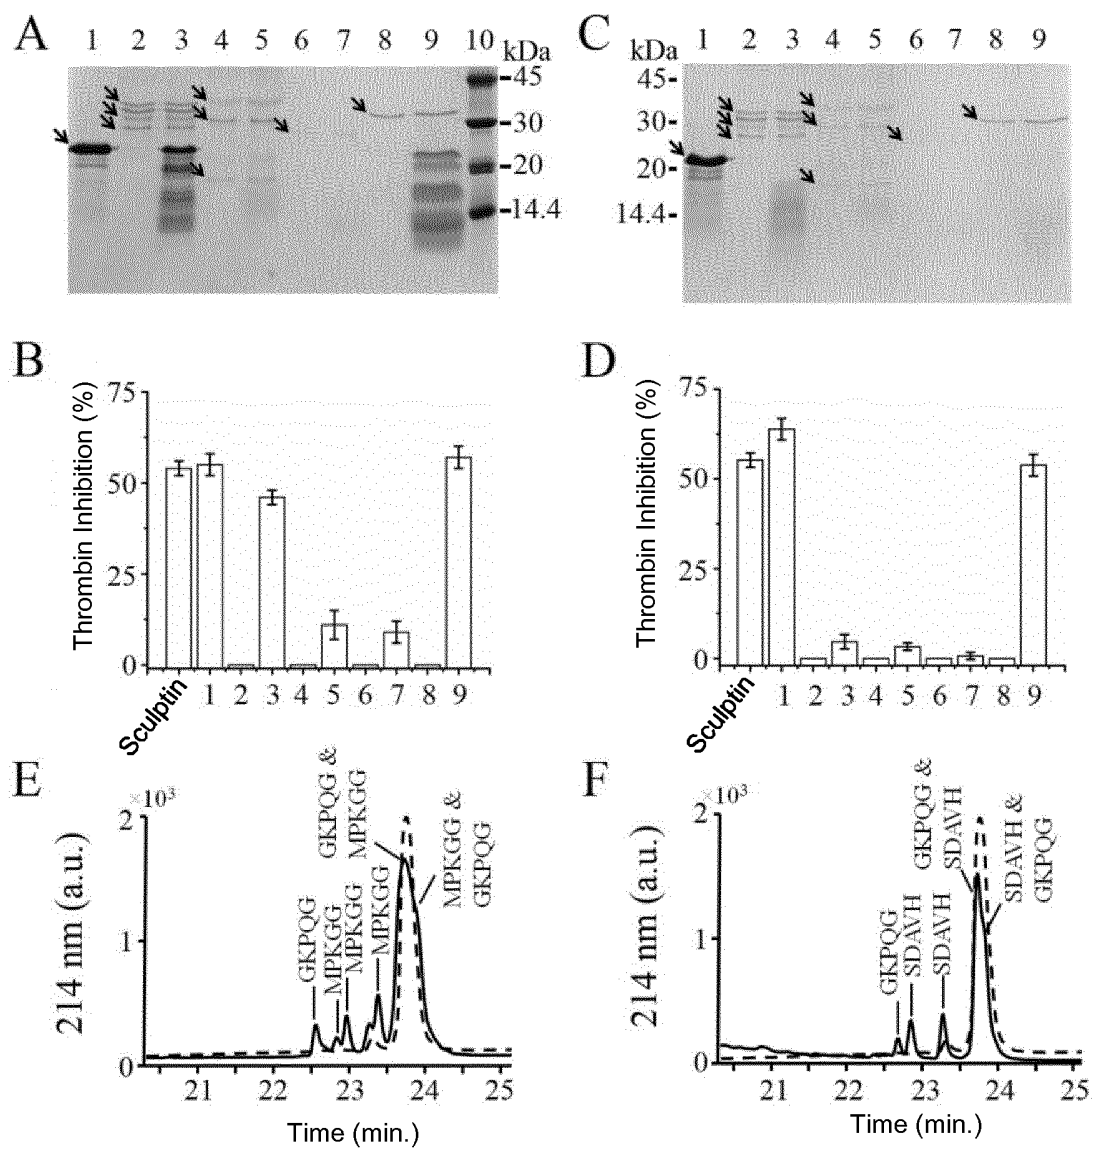 A 1 2 3 4 5 6 7 8 9 10 kDa
45
30
20
14.4
C kDa 1 2 3 4 5 6 7 8 9
45
30
20
14.4
B
Thrombin Inhibition (%)
75
50
25
0
Sculptin 1 2 3 4 5 6 7 8 9
D
Thrombin Inhibition (%)
75
50
25
0
Sculptin 1 2 3 4 5 6 7 8 9
E
×10³
214 nm (a.u.)
2
1
0
GKPQG
MPKGG
MPKGG
MPKGG
GKPQG &
MPKGG
MPKGG &
GKPQG
21 22 23 24 25
Time (min.)
F
×10³
214 nm (a.u.)
2
1
0
GKPQG
SDAVH
SDAVH
GKPQG &
SDAVH
SDAVH &
GKPQG
21 22 23 24 25
Time (min.)